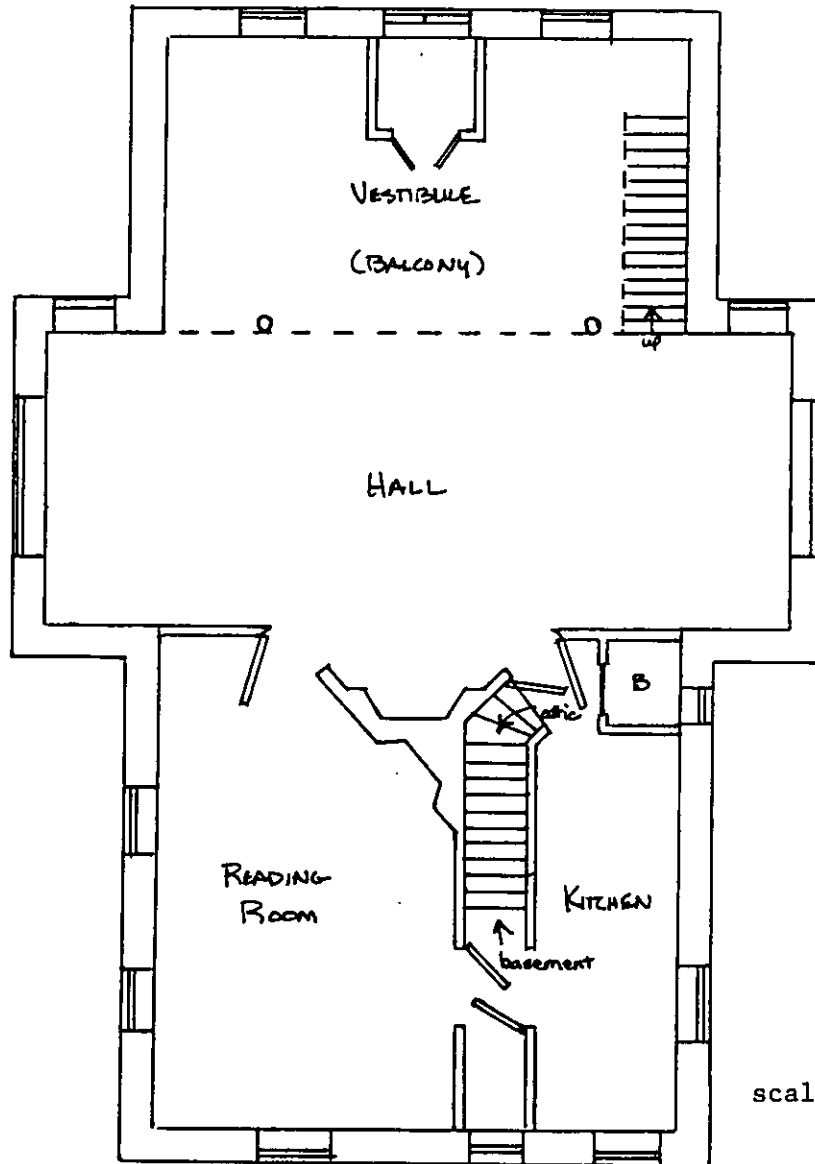 VESTIBULE
(BALCONY)
up
HALL
B
attic
READING
ROOM
KITCHEN
basement
scal